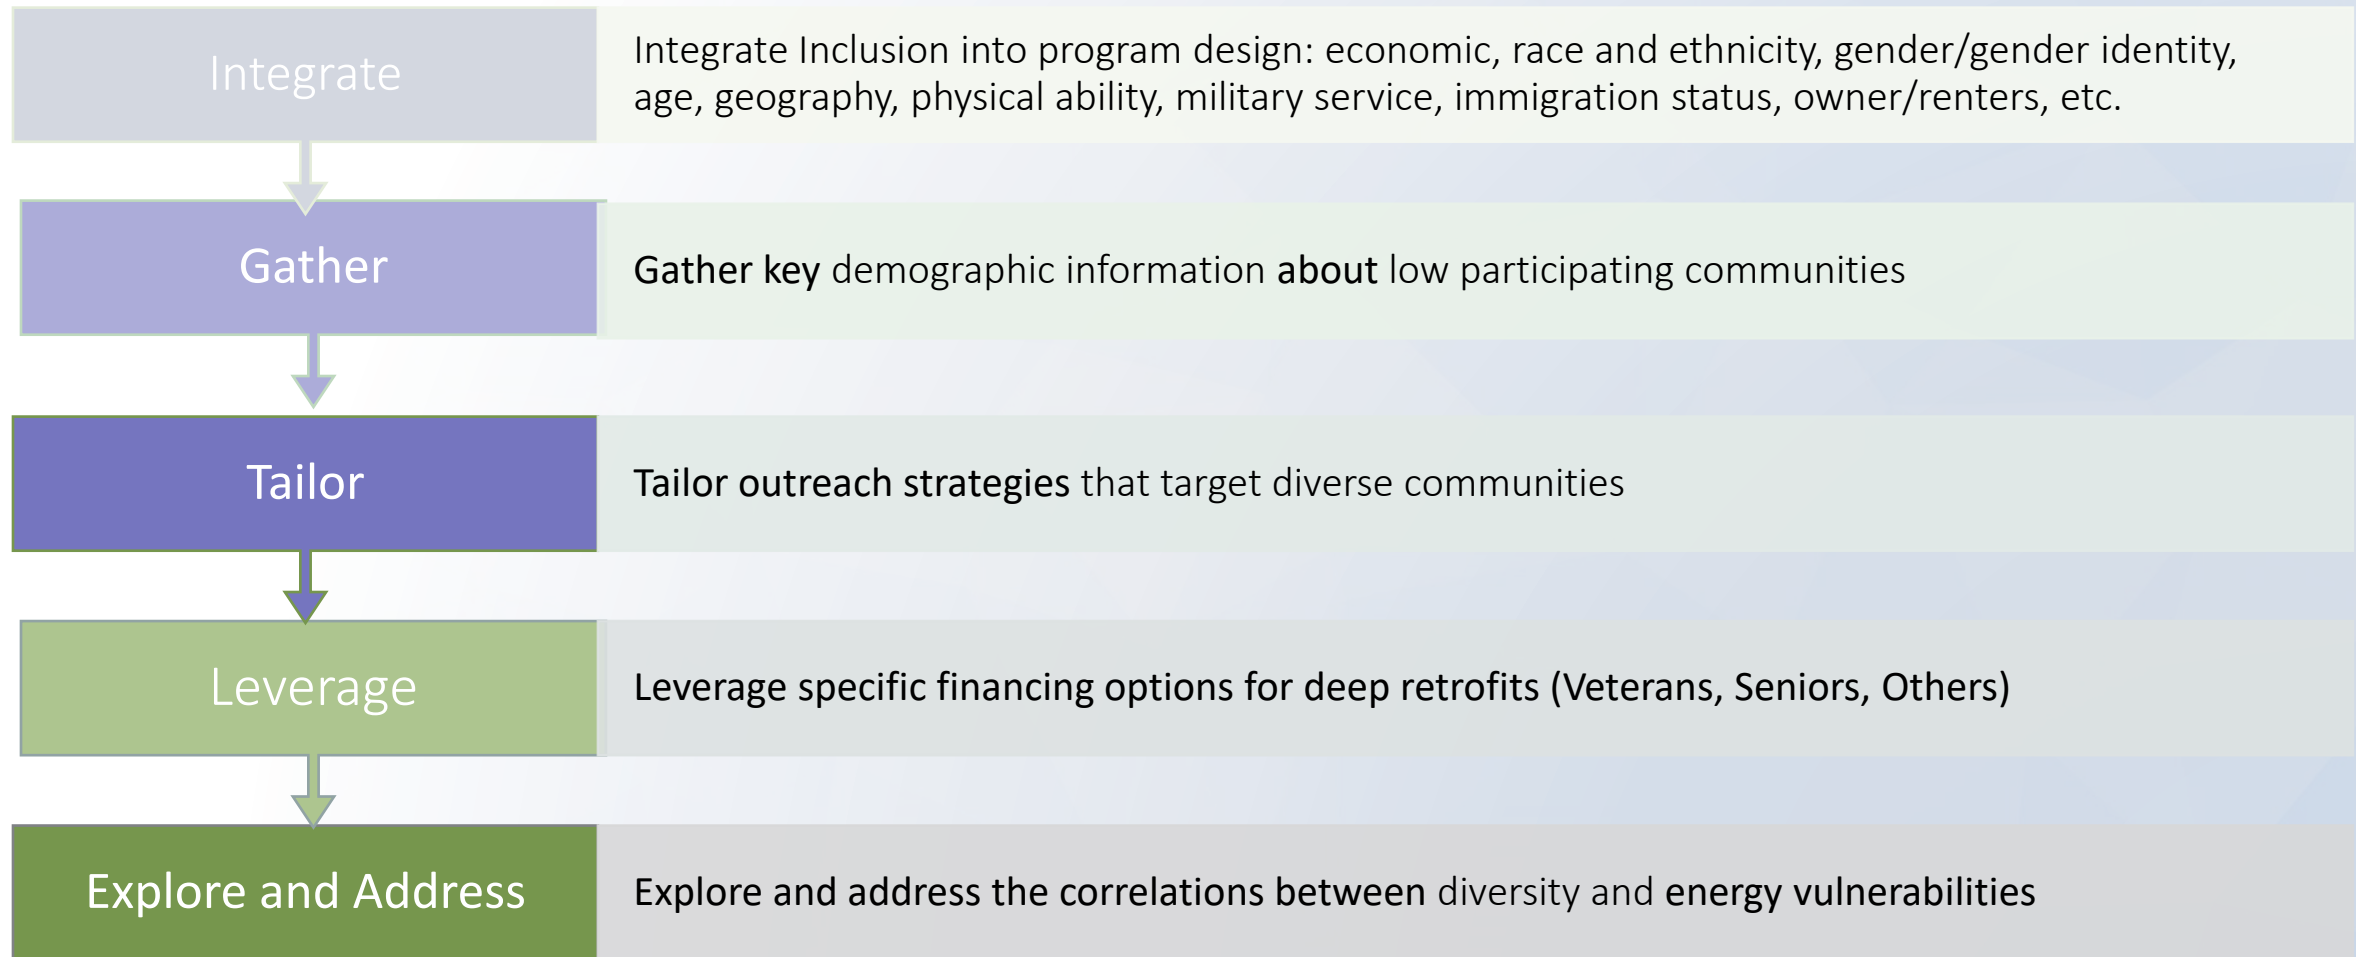 Integrate
Integrate Inclusion into program design: economic, race and ethnicity, gender/gender identity,
age, geography, physical ability, military service, immigration status, owner/renters, etc.
Gather
Gather key demographic information about low participating communities
Tailor
Tailor outreach strategies that target diverse communities
Leverage
Leverage specific financing options for deep retrofits (Veterans, Seniors, Others)
Explore and Address
Explore and address the correlations between diversity and energy vulnerabilities